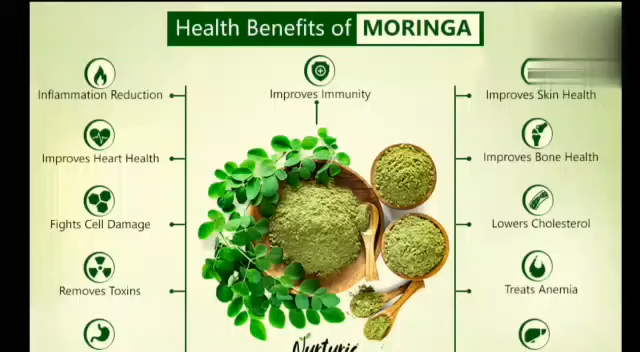 Health Benefits of MORINGA
Inflammation Reduction
Improves Immunity
Improves Skin Health
Improves Heart Health
Improves Bone Health
Fights Cell Damage
Lowers Cholesterol
Removes Toxins
Treats Anemia